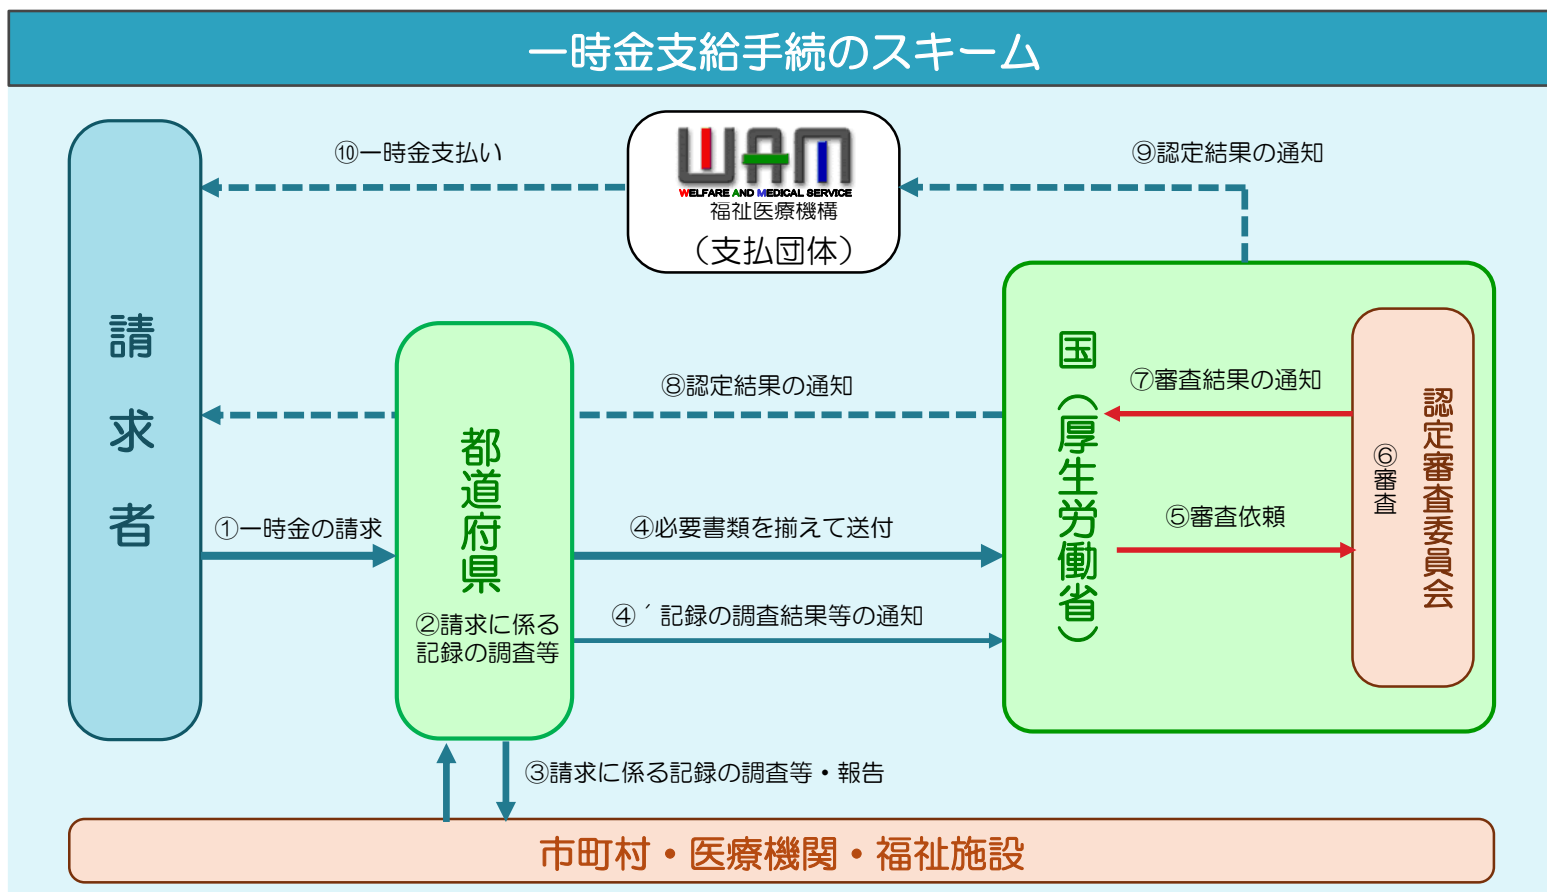 一時金支給手続のスキーム
⑩一時金支払い
WAM
WELFARE AND MEDICAL SERVICE
福祉医療機構
（支払団体）
⑨認定結果の通知
請求者
⑧認定結果の通知
都道府県
②請求に係る
記録の調査等
①一時金の請求
④必要書類を揃えて送付
④´記録の調査結果等の通知
国（厚生労働省）
⑦審査結果の通知
⑥審査
⑤審査依頼
認定審査委員会
③請求に係る記録の調査等・報告
市町村・医療機関・福祉施設